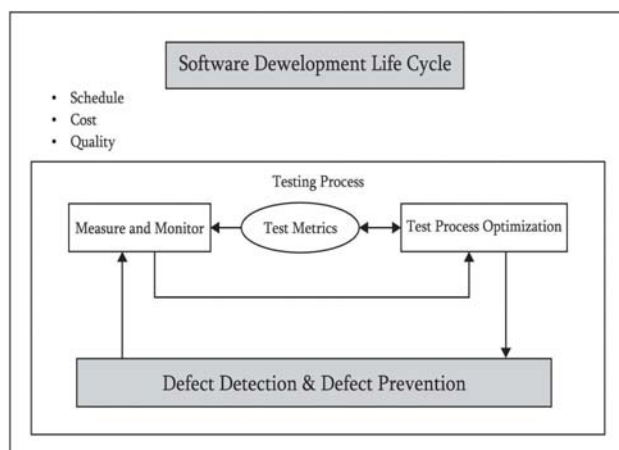 Software Dewelopment Life Cycle
• Schedule
• Cost
• Quality
Testing Process
Measure and Monitor
Test Metrics
Test Process Optimization
Defect Detection & Defect Prevention